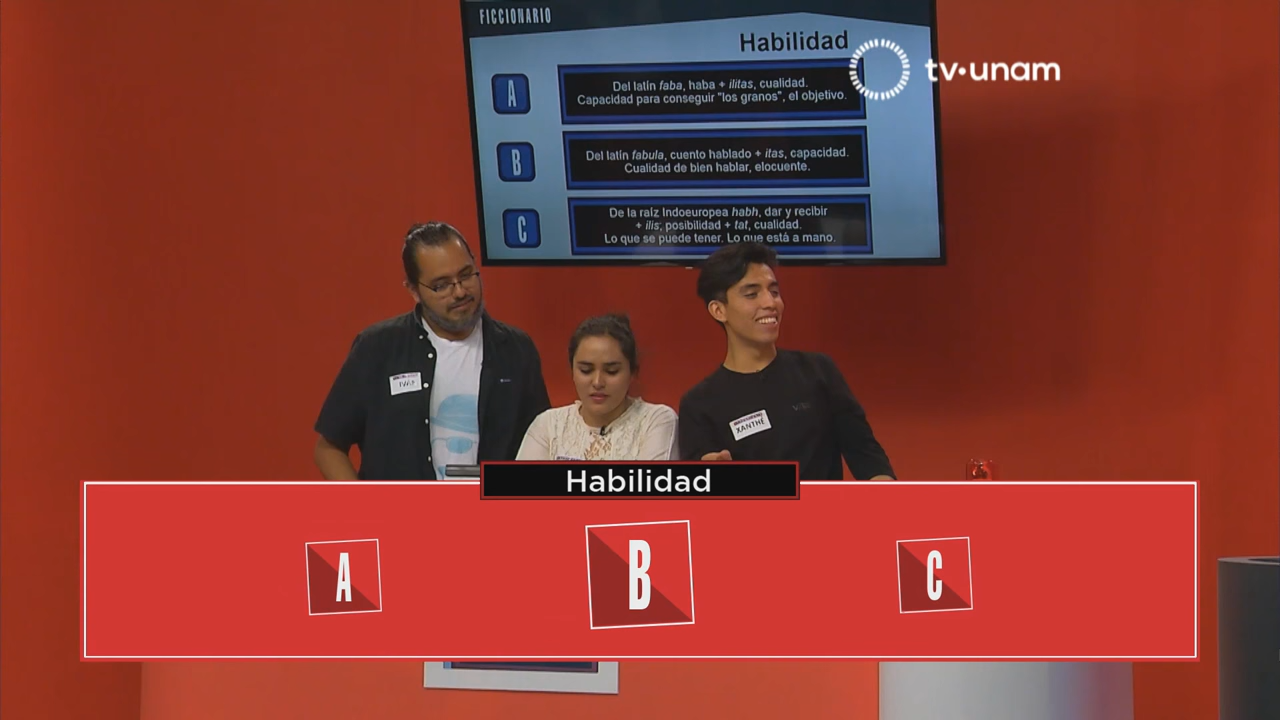 FICCIONARIO
Habilidad
tv·unam
A
Del latín faba, haba + ilitas, cualidad.
Capacidad para conseguir "los granos", el objetivo.
B
Del latín fabula, cuento hablado + itas, capacidad.
Cualidad de bien hablar, elocuente.
C
De la raíz Indoeuropea habh, dar y recibir
+ ilis, posibilidad + tat, cualidad.
Lo que se puede tener. Lo que está a mano.
XANTHÉ
Habilidad
A
B
C